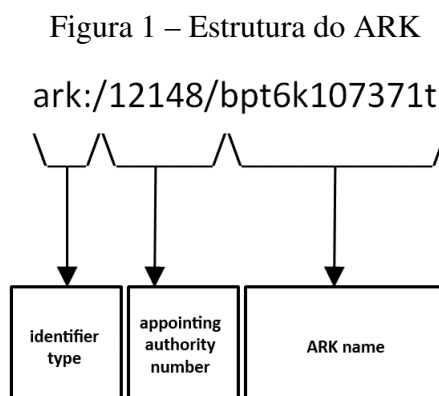 Figura 1 – Estrutura do ARK
ark:/12148/bpt6k107371t
identifier
type
appointing
authority
number
ARK name